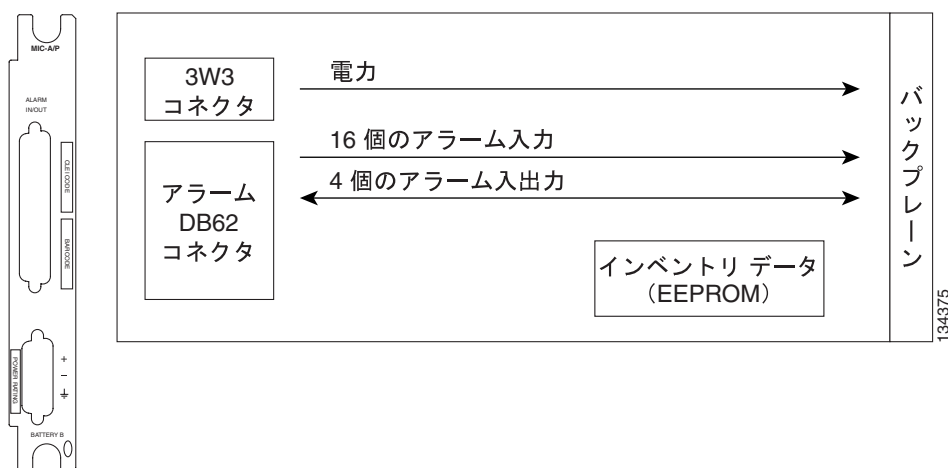 MIC-A/P
ALARM
IN/OUT
CLEI CODE
BARCODE
POWER RATING
+
−
BATTERY B
3W3
コネクタ
電力
アラーム
DB62
コネクタ
16 個のアラーム入力
4 個のアラーム入出力
インベントリ データ
（EEPROM）
バックプレーン
134375